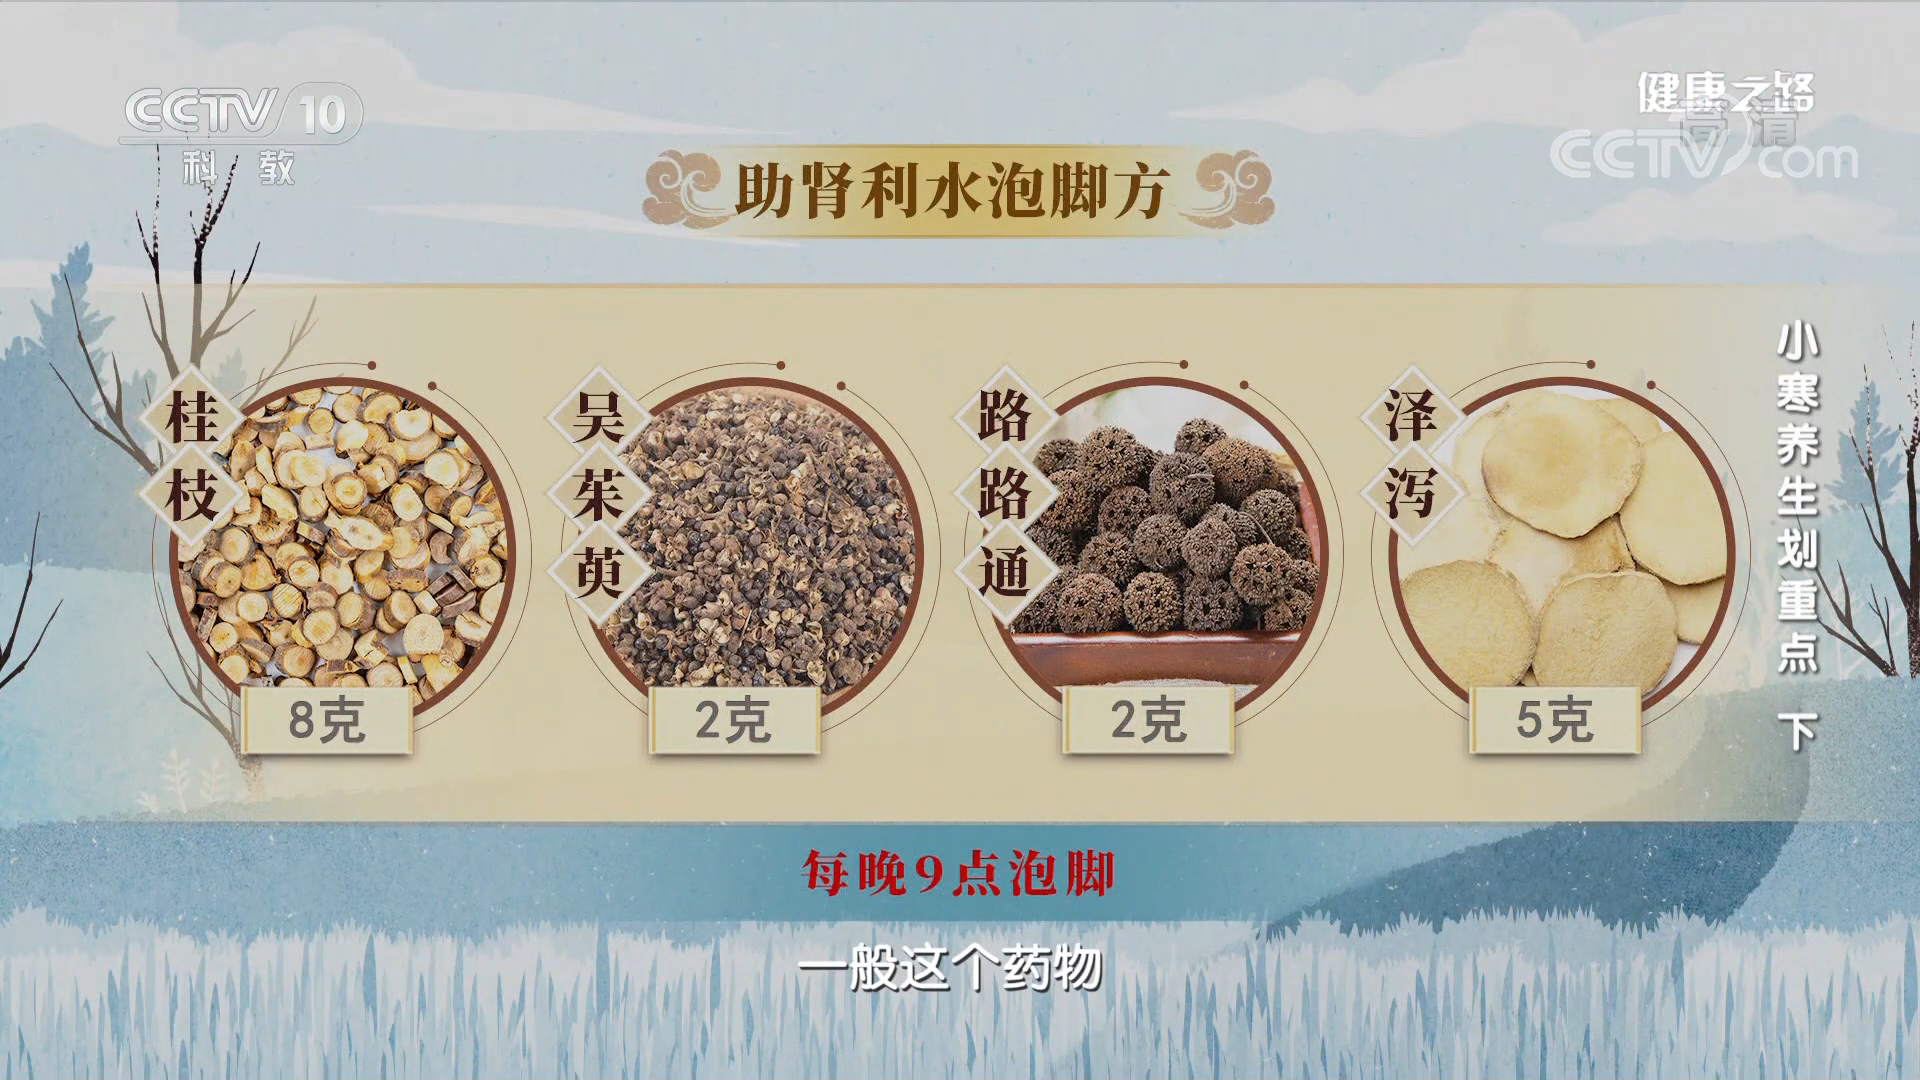 CCTV 10
科教
健康之路
高清
CCTV.com
助肾利水泡脚方
桂枝
8克
吴茱萸
2克
路路通
2克
泽泻
5克
小寒养生划重点 下
每晚9点泡脚
一般这个药物